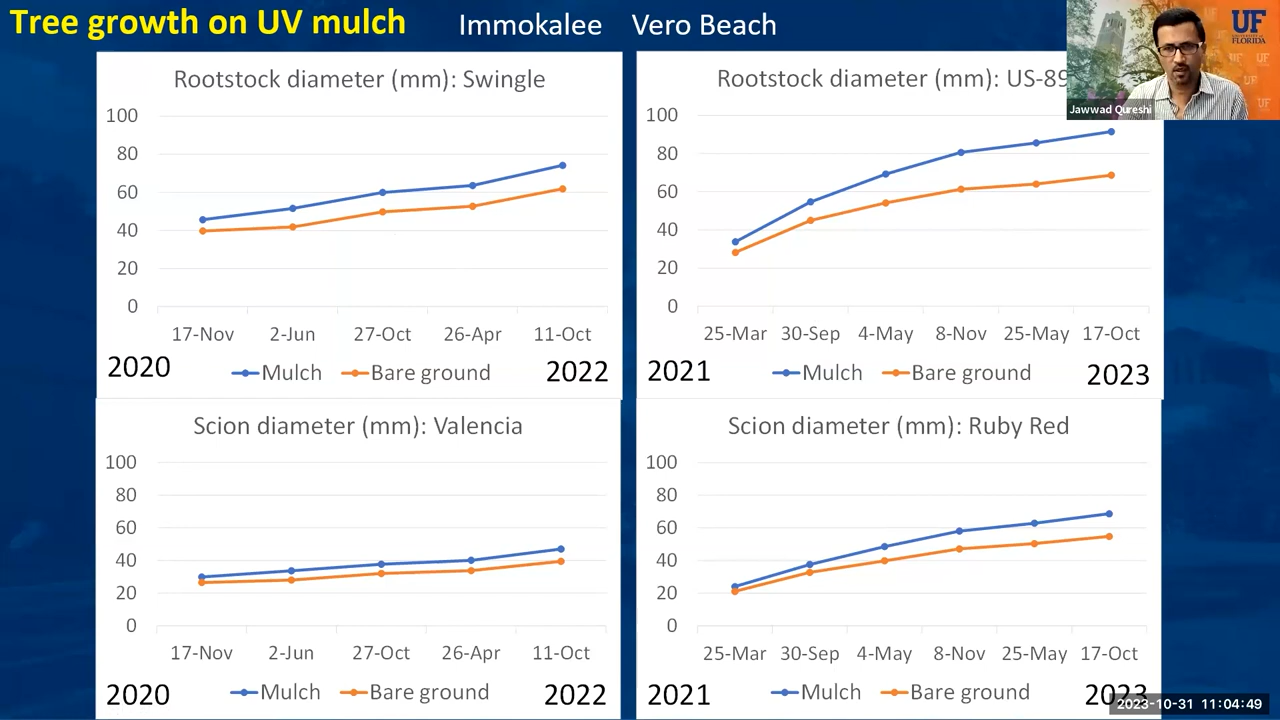 Tree growth on UV mulch
Immokalee Vero Beach
UF
UNIVERSITY of
FLORIDA
Jawwad Qureshi
Rootstock diameter (mm): Swingle
100
80
60
40
20
0
17-Nov 2-Jun 27-Oct 26-Apr 11-Oct
2020 Mulch Bare ground 2022
Rootstock diameter (mm): US-89
100
80
60
40
20
0
25-Mar 30-Sep 4-May 8-Nov 25-May 17-Oct
2021 Mulch Bare ground 2023
Scion diameter (mm): Valencia
100
80
60
40
20
0
17-Nov 2-Jun 27-Oct 26-Apr 11-Oct
2020 Mulch Bare ground 2022
Scion diameter (mm): Ruby Red
100
80
60
40
20
0
25-Mar 30-Sep 4-May 8-Nov 25-May 17-Oct
2021 Mulch Bare ground 2023
2023-10-31 11:04:49